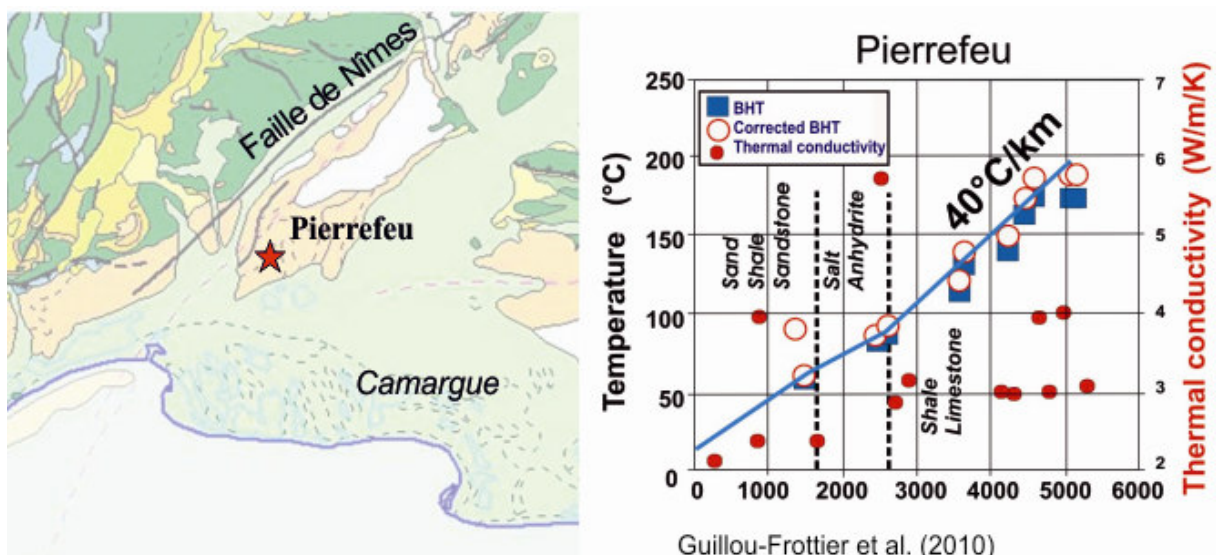 Faille de Nîmes
Pierrefeu
Camargue
Pierrefeu
BHT
Corrected BHT
Thermal conductivity
40°C/km
Temperature (°C)
Thermal conductivity (W/m/K)
250
200
150
100
50
0
7
6
5
4
3
2
Sand
Shale
Sandstone
Salt
Anhydrite
Shale
Limestone
0 1000 2000 3000 4000 5000 6000
Guillou-Frottier et al. (2010)